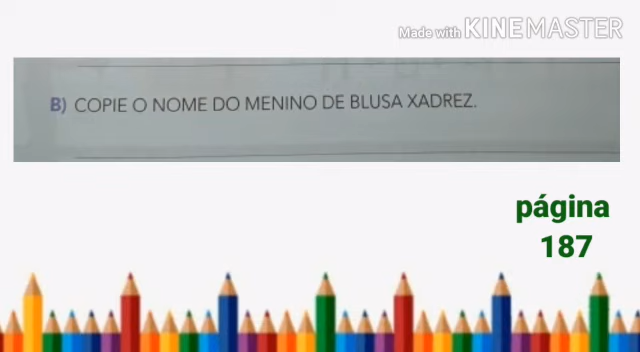 Made with KINEMASTER
B) COPIE O NOME DO MENINO DE BLUSA XADREZ.
página
187